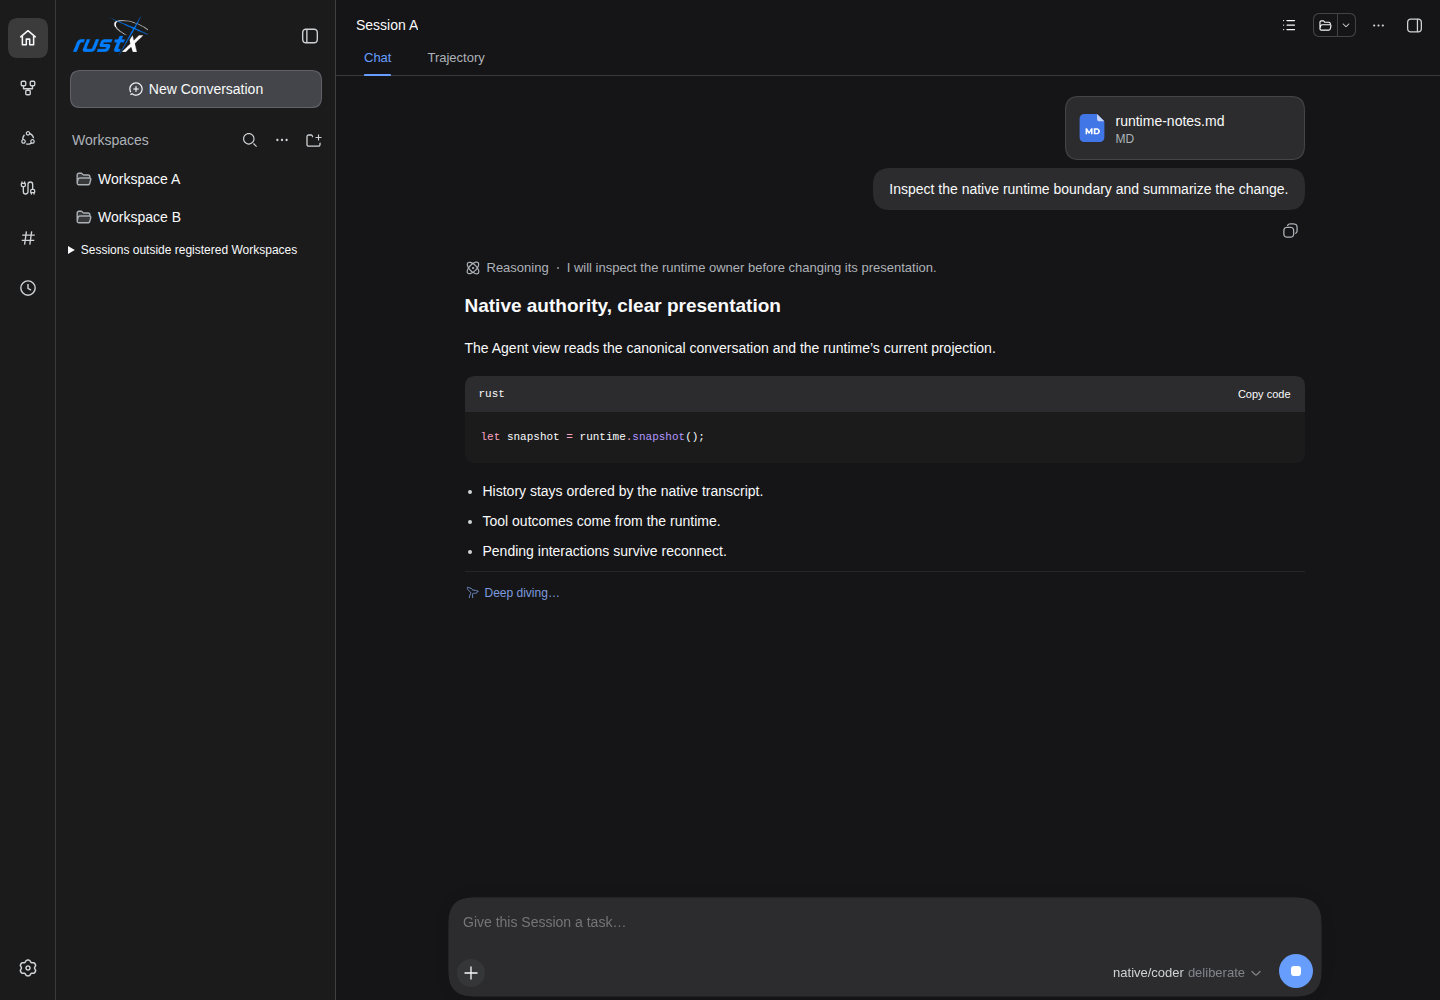 rustX
Session A
Chat
Trajectory
New Conversation
Workspaces
Workspace A
Workspace B
Sessions outside registered Workspaces
MD
runtime-notes.md
MD
Inspect the native runtime boundary and summarize the change.
Reasoning · I will inspect the runtime owner before changing its presentation.
Native authority, clear presentation
The Agent view reads the canonical conversation and the runtime’s current projection.
rust
Copy code
let snapshot = runtime.snapshot();
• History stays ordered by the native transcript.
• Tool outcomes come from the runtime.
• Pending interactions survive reconnect.
Deep diving…
Give this Session a task…
native/coder deliberate